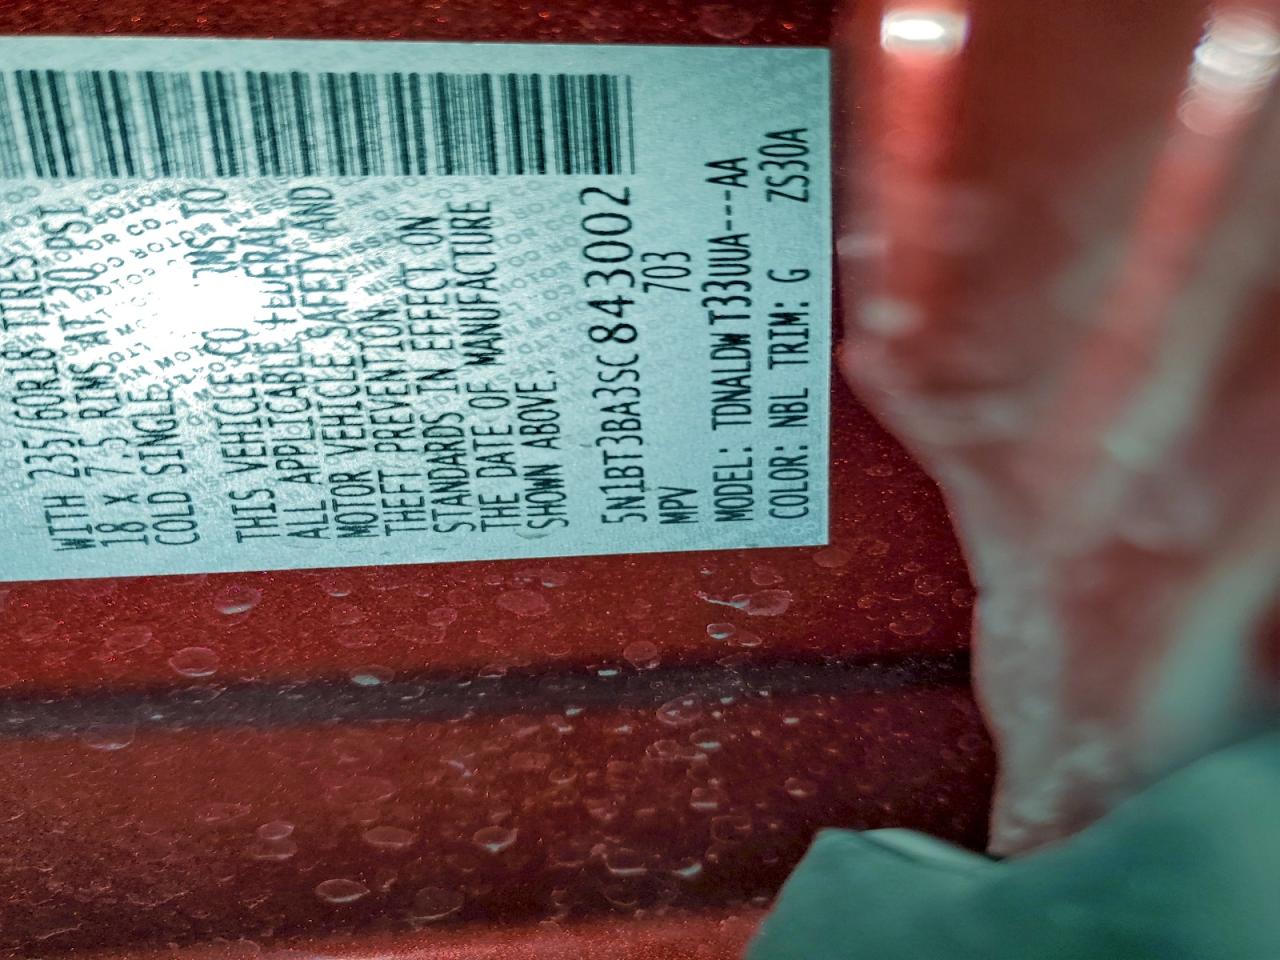 WITH 235/60R18 TIRES,
18 X 7.5 RIMS AT 30 PSI
COLD SINGLE
THIS VEHICLE TO
ALL APPLICABLE FEDERAL
MOTOR VEHICLE SAFETY AND
THEFT PREVENTION
STANDARDS IN EFFECT ON
THE DATE OF MANUFACTURE
SHOWN ABOVE.
5N1BT3BA3SC843002
MPV 703
MODEL: TDNALDWT33UUA---AA
COLOR: NBL TRIM: G ZS30A